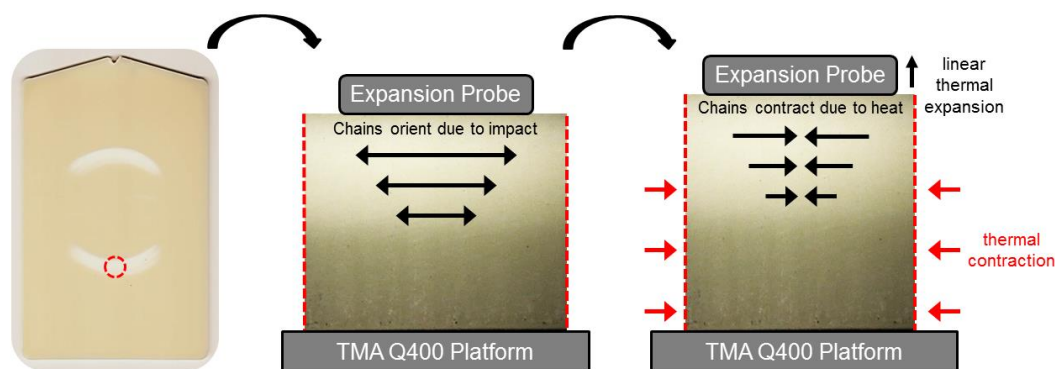 Expansion Probe
Chains orient due to impact
TMA Q400 Platform
Expansion Probe
Chains contract due to heat
linear
thermal
expansion
thermal
contraction
TMA Q400 Platform